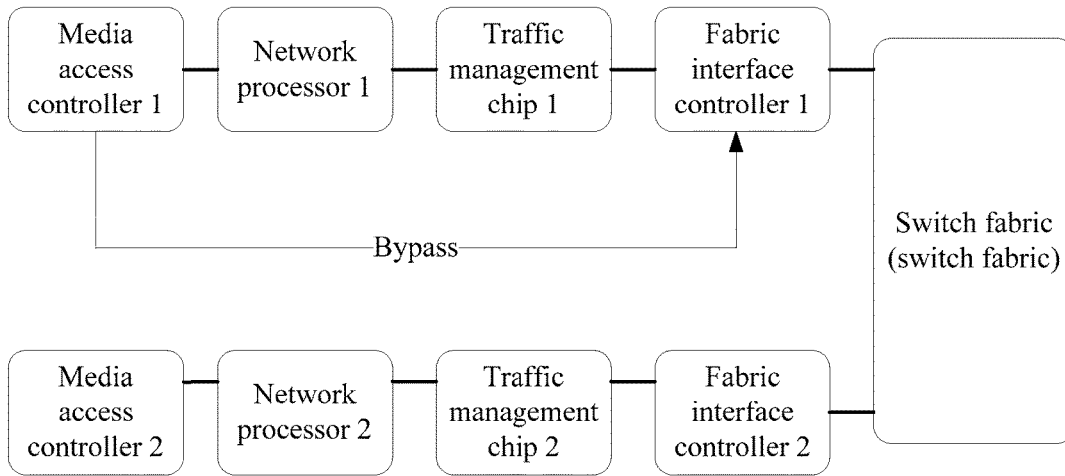 Media
access
controller 1
Network
processor 1
Traffic
management
chip 1
Fabric
interface
controller 1
Bypass
Switch fabric
(switch fabric)
Media
access
controller 2
Network
processor 2
Traffic
management
chip 2
Fabric
interface
controller 2